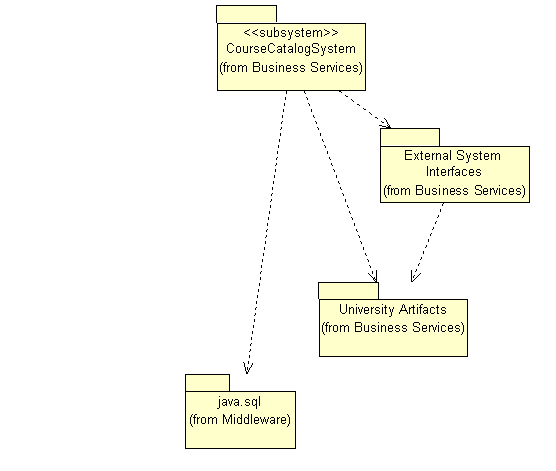 <<subsystem>>
CourseCatalogSystem
(from Business Services)
External System
Interfaces
(from Business Services)
University Artifacts
(from Business Services)
java.sql
(from Middleware)